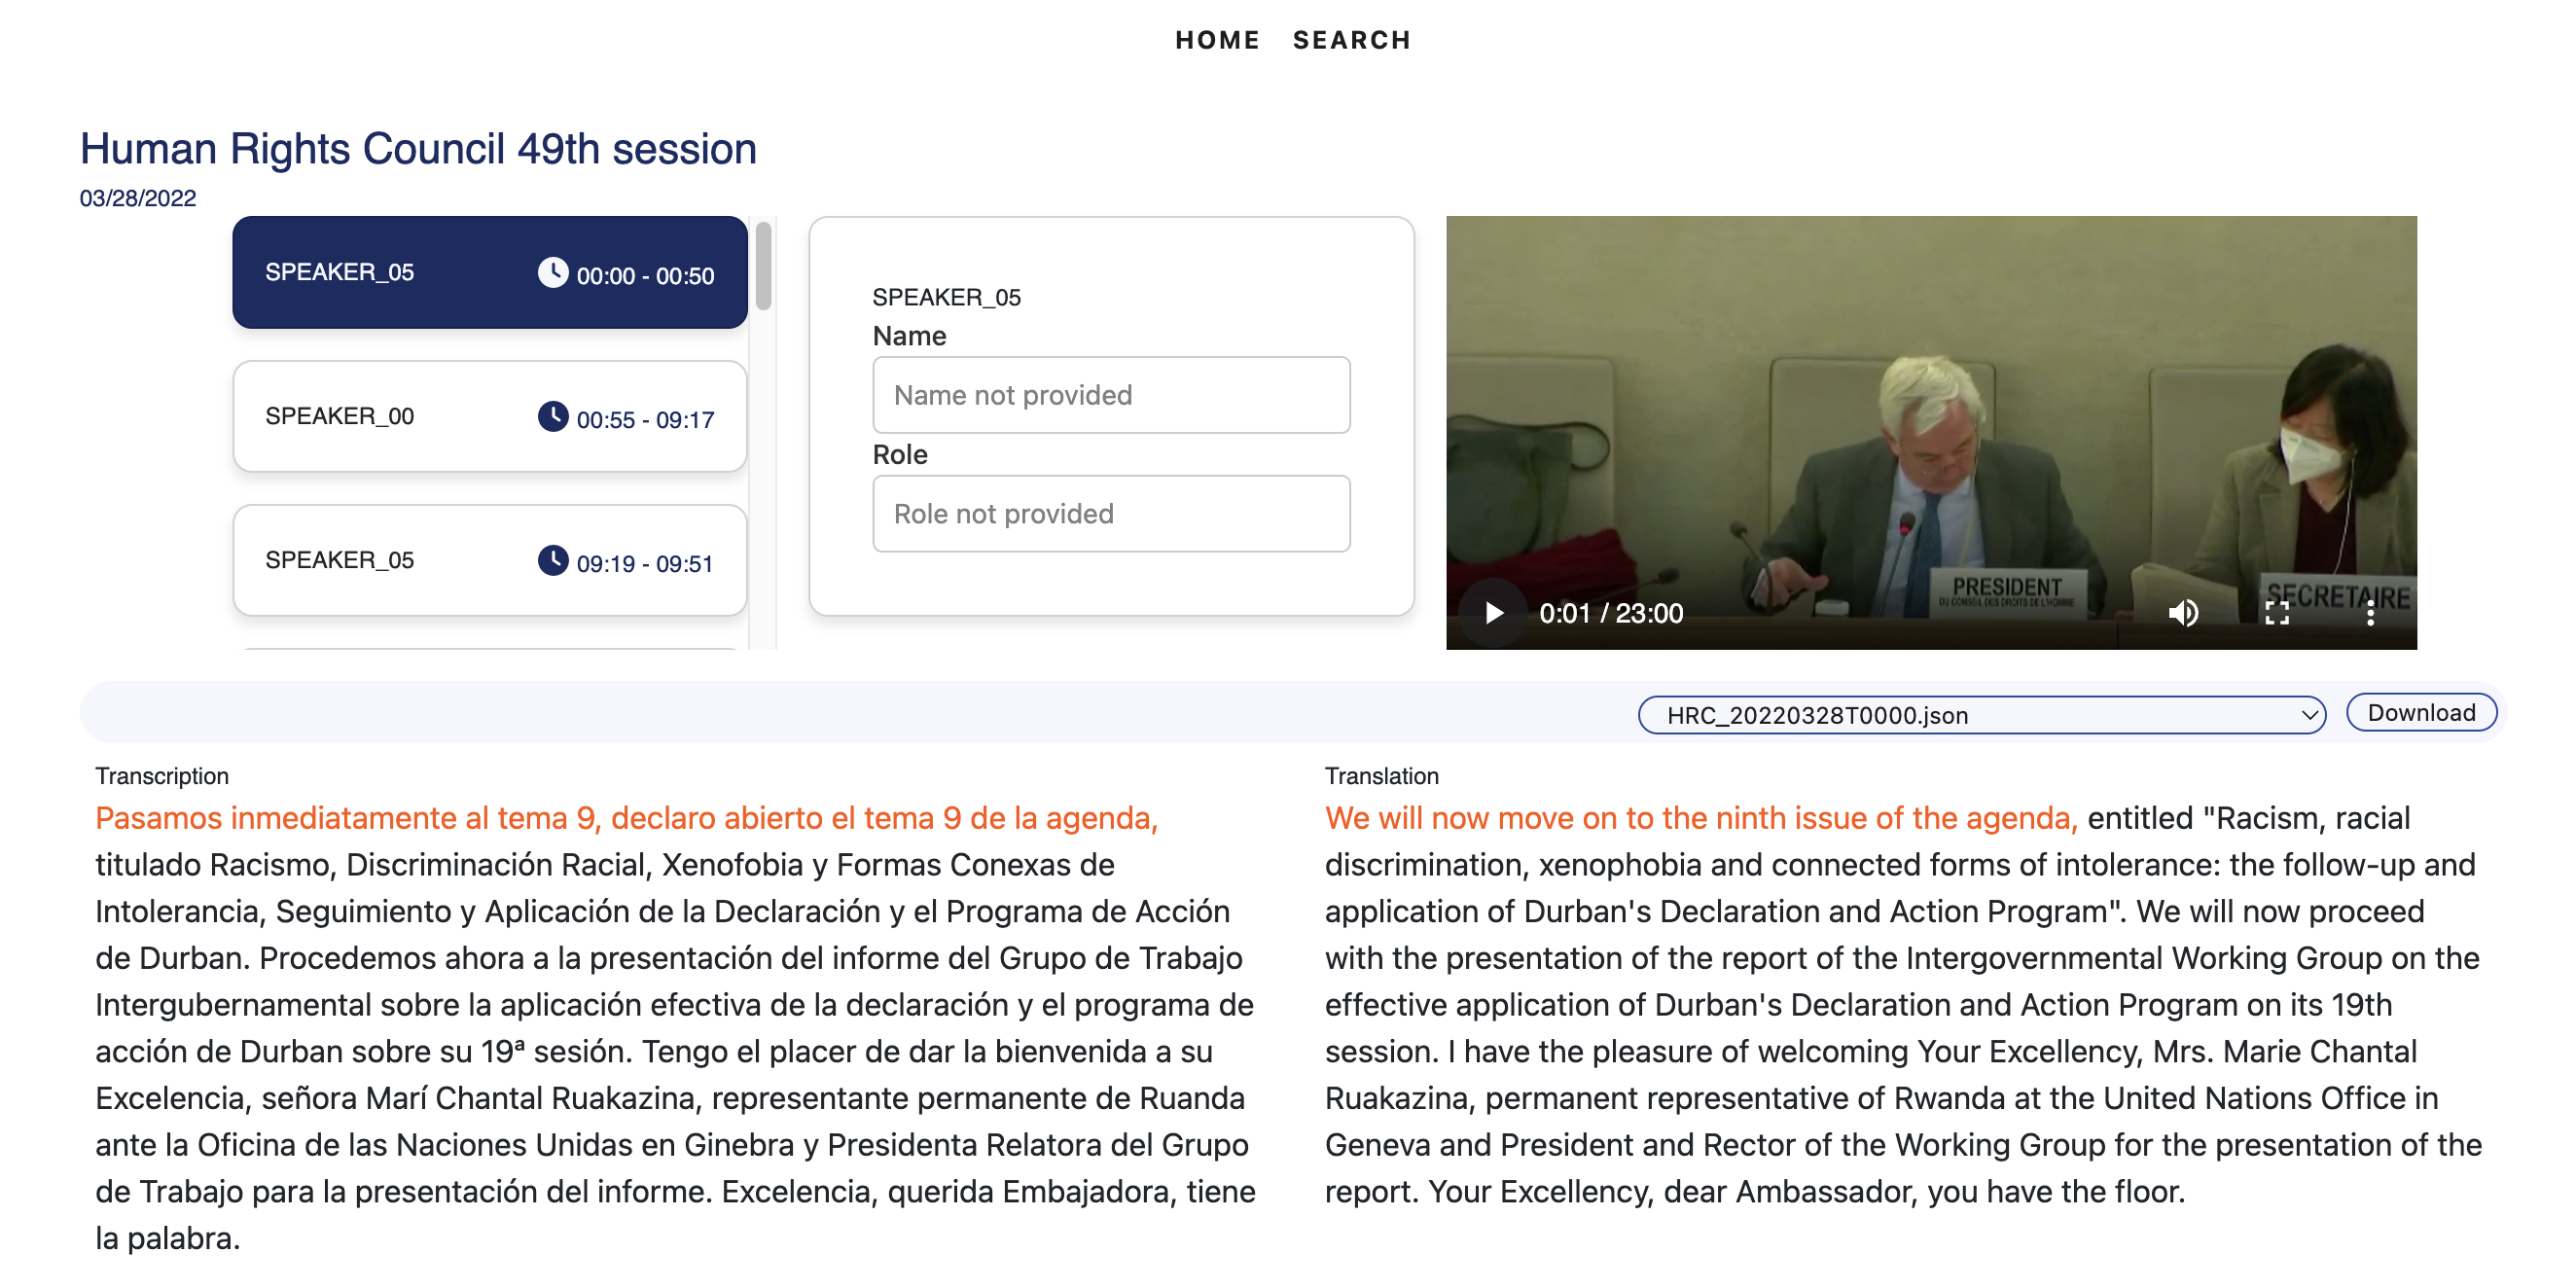 HOME SEARCH
Human Rights Council 49th session
03/28/2022
SPEAKER_05 00:00 - 00:50
SPEAKER_00 00:55 - 09:17
SPEAKER_05 09:19 - 09:51
SPEAKER_05
Name
Name not provided
Role
Role not provided
PRESIDENT
DU CONSEIL DES DROITS DE L'HOMME
SECRETAIRE
0:01 / 23:00
HRC_20220328T0000.json
Download
Transcription
Pasamos inmediatamente al tema 9, declaro abierto el tema 9 de la agenda,
titulado Racismo, Discriminación Racial, Xenofobia y Formas Conexas de
Intolerancia, Seguimiento y Aplicación de la Declaración y el Programa de Acción
de Durban. Procedemos ahora a la presentación del informe del Grupo de Trabajo
Intergubernamental sobre la aplicación efectiva de la declaración y el programa de
acción de Durban sobre su 19ª sesión. Tengo el placer de dar la bienvenida a su
Excelencia, señora Marí Chantal Ruakazina, representante permanente de Ruanda
ante la Oficina de las Naciones Unidas en Ginebra y Presidenta Relatora del Grupo
de Trabajo para la presentación del informe. Excelencia, querida Embajadora, tiene
la palabra.
Translation
We will now move on to the ninth issue of the agenda, entitled "Racism, racial
discrimination, xenophobia and connected forms of intolerance: the follow-up and
application of Durban's Declaration and Action Program". We will now proceed
with the presentation of the report of the Intergovernmental Working Group on the
effective application of Durban's Declaration and Action Program on its 19th
session. I have the pleasure of welcoming Your Excellency, Mrs. Marie Chantal
Ruakazina, permanent representative of Rwanda at the United Nations Office in
Geneva and President and Rector of the Working Group for the presentation of the
report. Your Excellency, dear Ambassador, you have the floor.